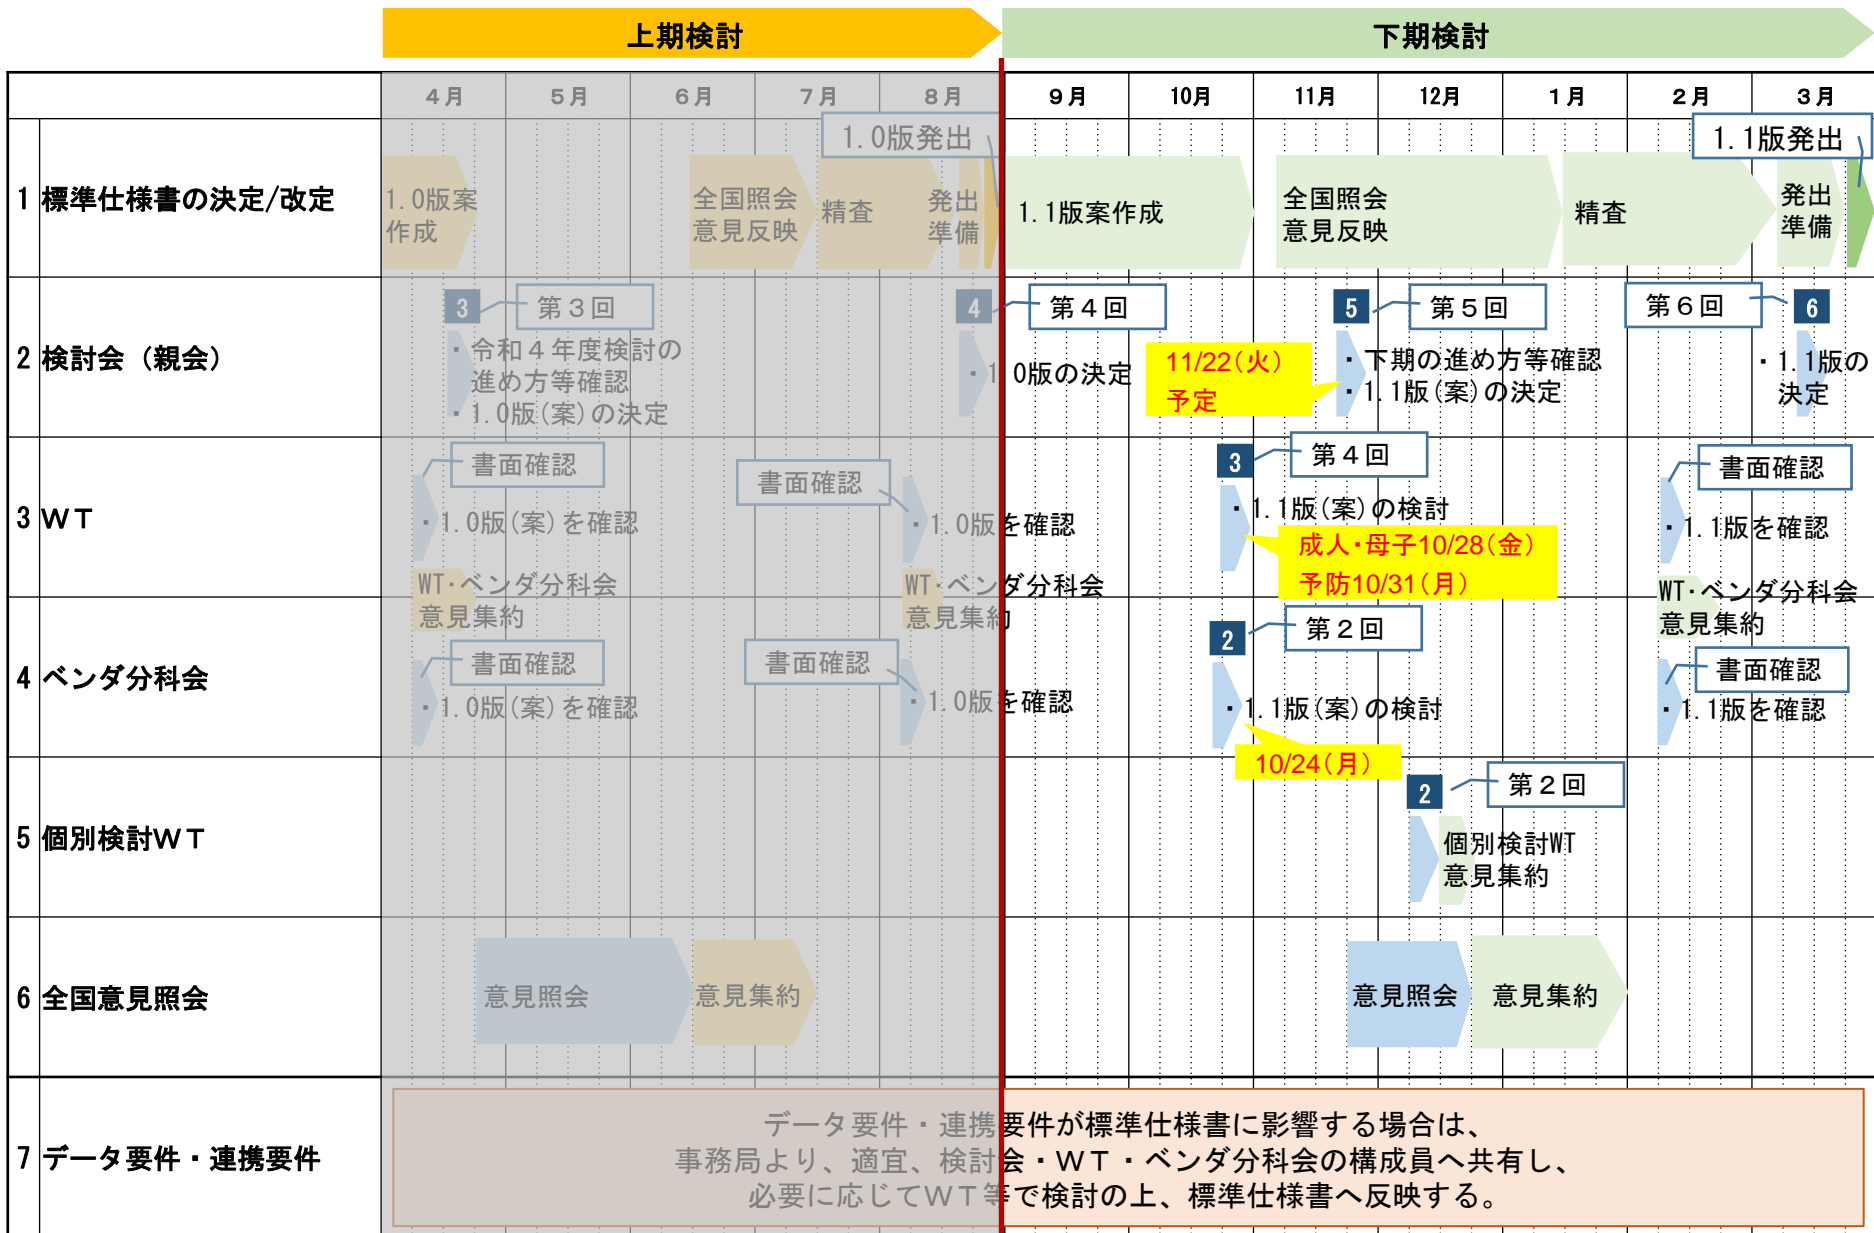 上期検討
下期検討
４月
５月
６月
７月
８月
９月
10月
11月
12月
１月
２月
３月
1.0版発出
1.1版発出
1 標準仕様書の決定/改定
1.0版案
作成
全国照会
意見反映
精査
発出
準備
1.1版案作成
全国照会
意見反映
精査
発出
準備
2 検討会（親会）
3
第３回
・令和４年度検討の
進め方等確認
・1.0版(案)の決定
4
第４回
・1.0版の決定
11/22(火)
予定
5
第５回
・下期の進め方等確認
・1.1版(案)の決定
第６回
6
・1.1版の
決定
3 ＷＴ
書面確認
・1.0版(案)を確認
書面確認
・1.0版を確認
3
第４回
・1.1版(案)の検討
成人・母子10/28(金)
予防10/31(月)
書面確認
・1.1版を確認
WT・ベンダ分科会
意見集約
WT・ベンダ分科会
意見集約
WT・ベンダ分科会
意見集約
4 ベンダ分科会
書面確認
・1.0版(案)を確認
書面確認
・1.0版を確認
2
第２回
・1.1版(案)の検討
10/24(月)
書面確認
・1.1版を確認
5 個別検討ＷＴ
2
第２回
個別検討WT
意見集約
6 全国意見照会
意見照会
意見集約
意見照会
意見集約
7 データ要件・連携要件
データ要件・連携要件が標準仕様書に影響する場合は、
事務局より、適宜、検討会・ＷＴ・ベンダ分科会の構成員へ共有し、
必要に応じてＷＴ等で検討の上、標準仕様書へ反映する。